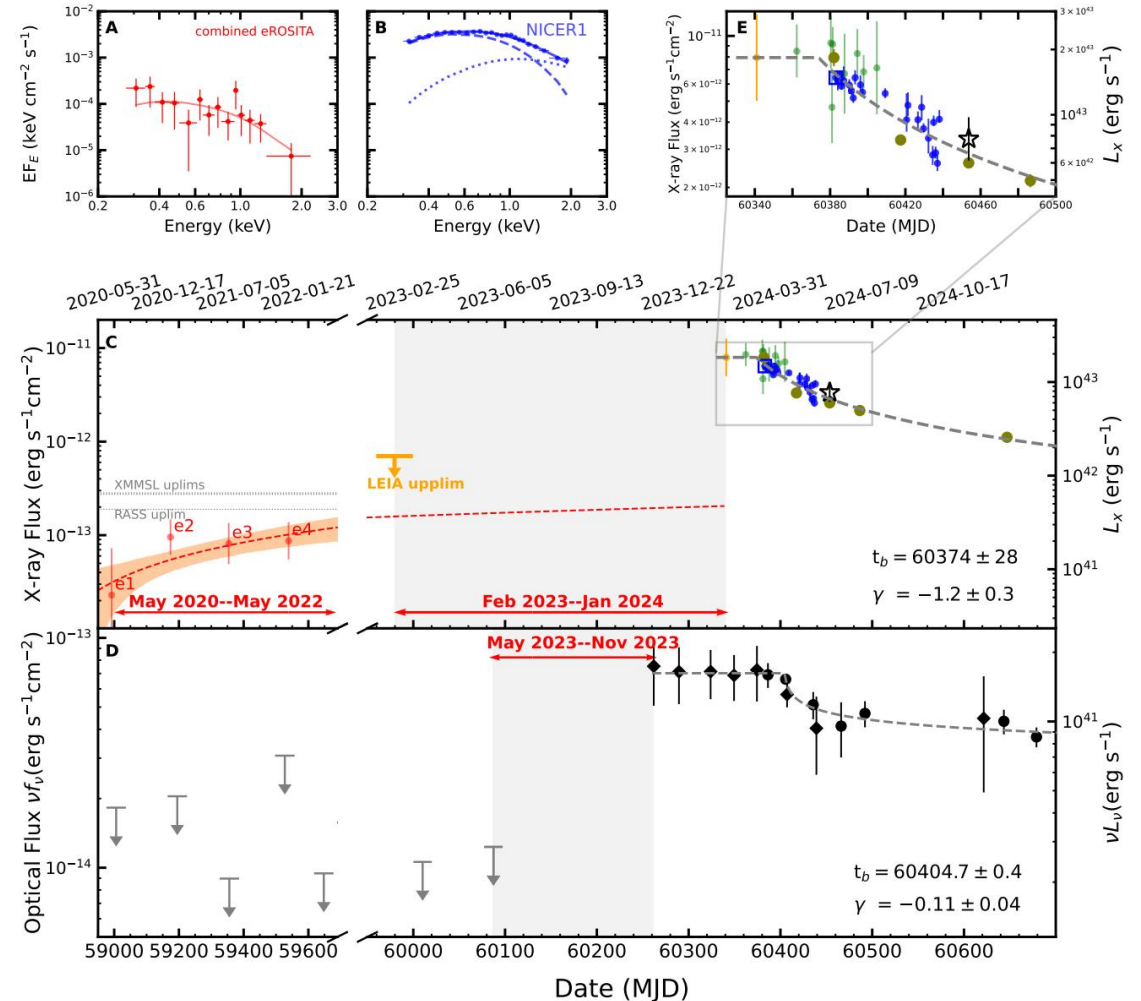 A
combined eROSITA
10⁻²
10⁻³
10⁻⁴
10⁻⁵
10⁻⁶
EF_E (keV cm⁻² s⁻¹)
0.2 0.4 0.6 1.0 2.0 3.0
Energy (keV)
B
NICER1
0.2 0.4 0.6 1.0 2.0 3.0
Energy (keV)
E
10⁻¹¹
6 × 10⁻¹²
4 × 10⁻¹²
3 × 10⁻¹²
2 × 10⁻¹²
X-ray Flux (erg s⁻¹cm⁻²)
3 × 10⁴³
2 × 10⁴³
10⁴³
6 × 10⁴²
L_x (erg s⁻¹)
60340 60380 60420 60460 60500
Date (MJD)
2020-05-31 2020-12-17 2021-07-05 2022-01-21 2023-02-25 2023-06-05 2023-09-13 2023-12-22 2024-03-31 2024-07-09 2024-10-17
C
10⁻¹¹
10⁻¹²
10⁻¹³
X-ray Flux (erg s⁻¹cm⁻²)
10⁴³
10⁴²
10⁴¹
L_x (erg s⁻¹)
XMMSL uplims
RASS uplim
LEIA upplim
e1
e2
e3
e4
May 2020--May 2022
Feb 2023--Jan 2024
t_b = 60374 ± 28
γ = −1.2 ± 0.3
D
May 2023--Nov 2023
10⁻¹³
10⁻¹⁴
Optical Flux νf_ν(erg s⁻¹cm⁻²)
10⁴¹
νL_ν(erg s⁻¹)
t_b = 60404.7 ± 0.4
γ = −0.11 ± 0.04
59000 59200 59400 59600 60000 60100 60200 60300 60400 60500 60600
Date (MJD)